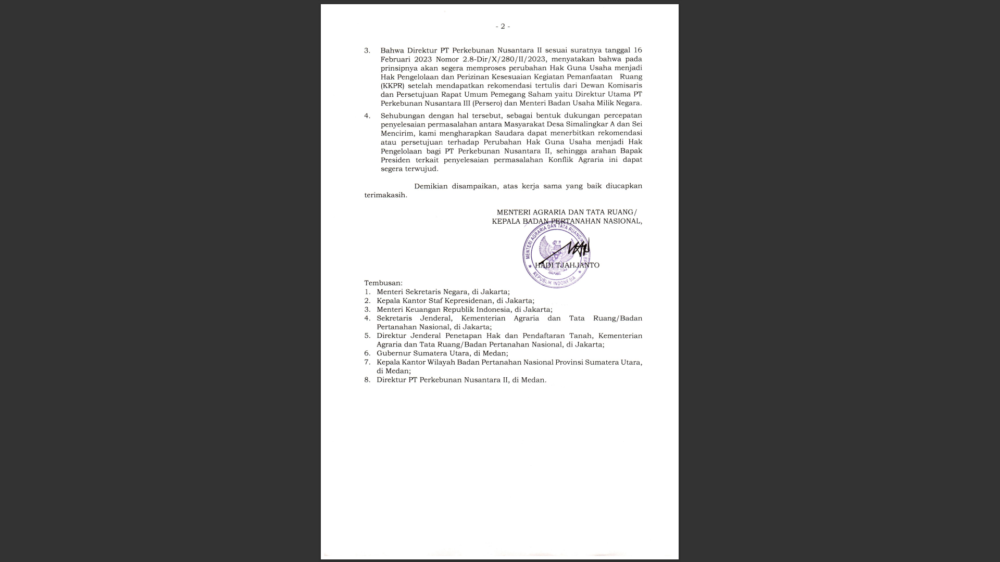 - 2 -
3. Bahwa Direktur PT Perkebunan Nusantara II sesuai suratnya tanggal 16
Februari 2023 Nomor 2.8-Dir/X/280/II/2023, menyatakan bahwa pada
prinsipnya akan segera memproses perubahan Hak Guna Usaha menjadi
Hak Pengelolaan dan Perizinan Kesesuaian Kegiatan Pemanfaatan Ruang
(KKPR) setelah mendapatkan rekomendasi tertulis dari Dewan Komisaris
dan Persetujuan Rapat Umum Pemegang Saham yaitu Direktur Utama PT
Perkebunan Nusantara III (Persero) dan Menteri Badan Usaha Milik Negara.
4. Sehubungan dengan hal tersebut, sebagai bentuk dukungan percepatan
penyelesaian permasalahan antara Masyarakat Desa Simalingkar A dan Sei
Mencirim, kami mengharapkan Saudara dapat menerbitkan rekomendasi
atau persetujuan terhadap Perubahan Hak Guna Usaha menjadi Hak
Pengelolaan bagi PT Perkebunan Nusantara II, sehingga arahan Bapak
Presiden terkait penyelesaian permasalahan Konflik Agraria ini dapat
segera terwujud.
Demikian disampaikan, atas kerja sama yang baik diucapkan
terimakasih.
MENTERI AGRARIA DAN TATA RUANG/
KEPALA BADAN PERTANAHAN NASIONAL,
MENTERI AGRARIA DAN TATA RUANG/
REPUBLIK INDONESIA
HADI TJAHJANTO
Tembusan:
1. Menteri Sekretaris Negara, di Jakarta;
2. Kepala Kantor Staf Kepresidenan, di Jakarta;
3. Menteri Keuangan Republik Indonesia, di Jakarta;
4. Sekretaris Jenderal, Kementerian Agraria dan Tata Ruang/Badan
Pertanahan Nasional, di Jakarta;
5. Direktur Jenderal Penetapan Hak dan Pendaftaran Tanah, Kementerian
Agraria dan Tata Ruang/Badan Pertanahan Nasional, di Jakarta;
6. Gubernur Sumatera Utara, di Medan;
7. Kepala Kantor Wilayah Badan Pertanahan Nasional Provinsi Sumatera Utara,
di Medan;
8. Direktur PT Perkebunan Nusantara II, di Medan.